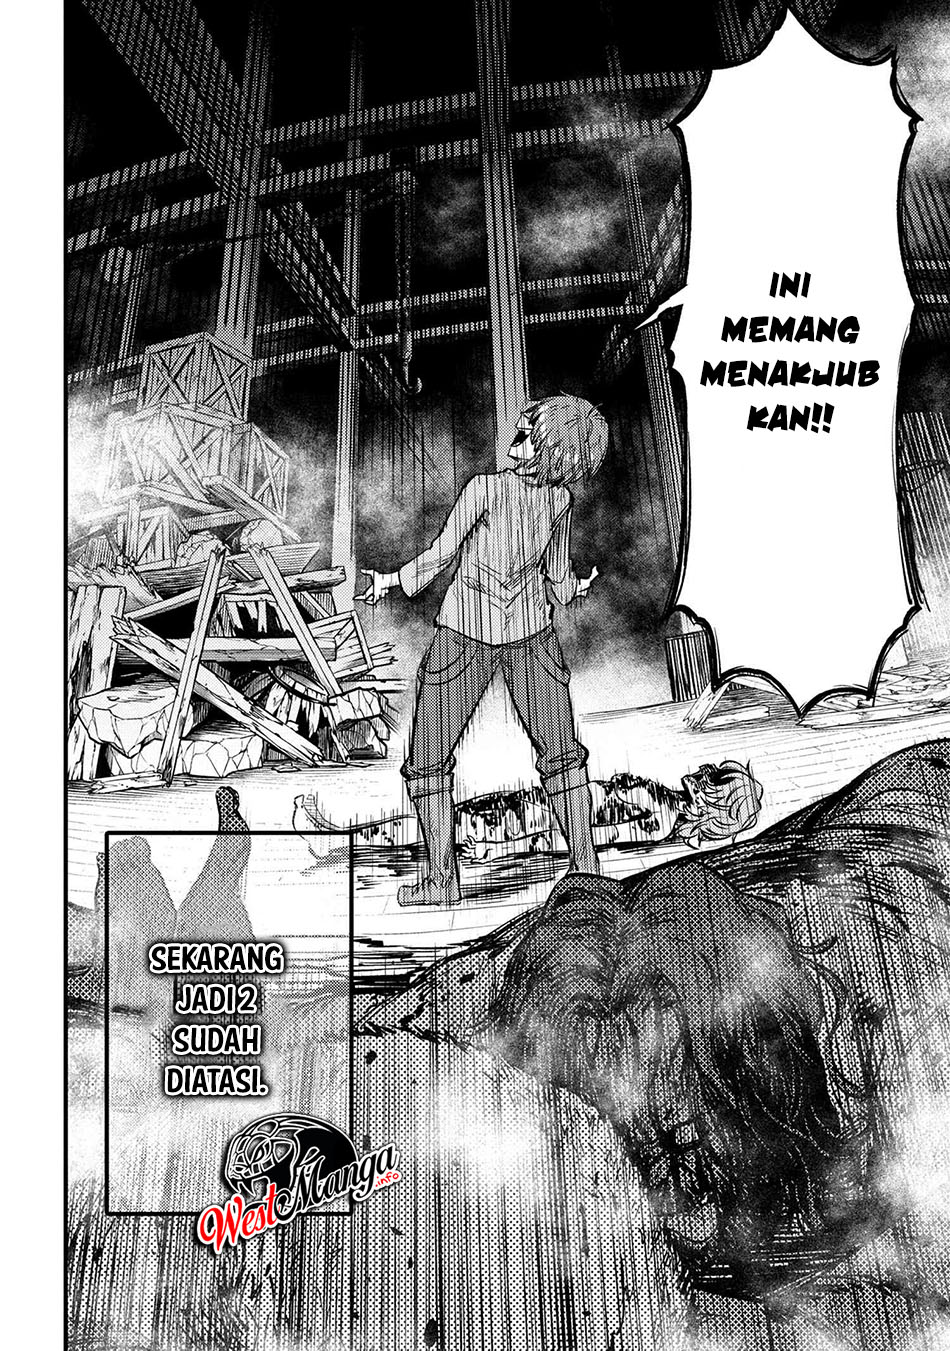 INI
MEMANG
MENAKJUB
KAN!!
SEKARANG
JADI 2
SUDAH
DIATASI.
WestManga
.info